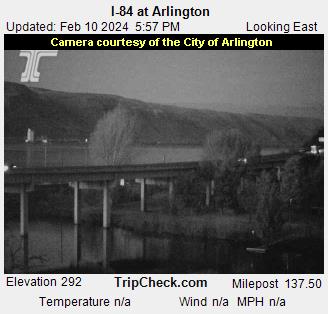 I-84 at Arlington
Updated: Feb 10 2024 5:57 PM Looking East
Camera courtesy of the City of Arlington
Elevation 292 TripCheck.com Milepost 137.50
Temperature n/a Wind n/a MPH n/a